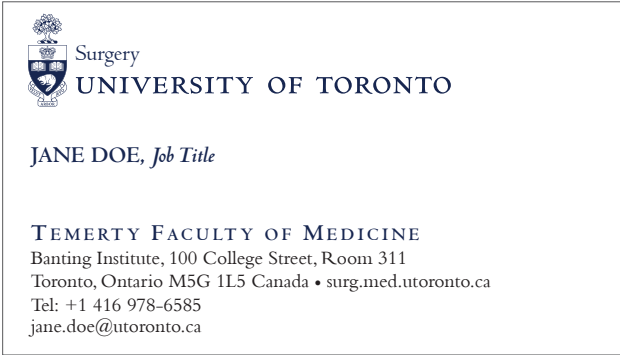 Surgery
UNIVERSITY OF TORONTO
JANE DOE, Job Title
TEMERTY FACULTY OF MEDICINE
Banting Institute, 100 College Street, Room 311
Toronto, Ontario M5G 1L5 Canada • surg.med.utoronto.ca
Tel: +1 416 978-6585
jane.doe@utoronto.ca